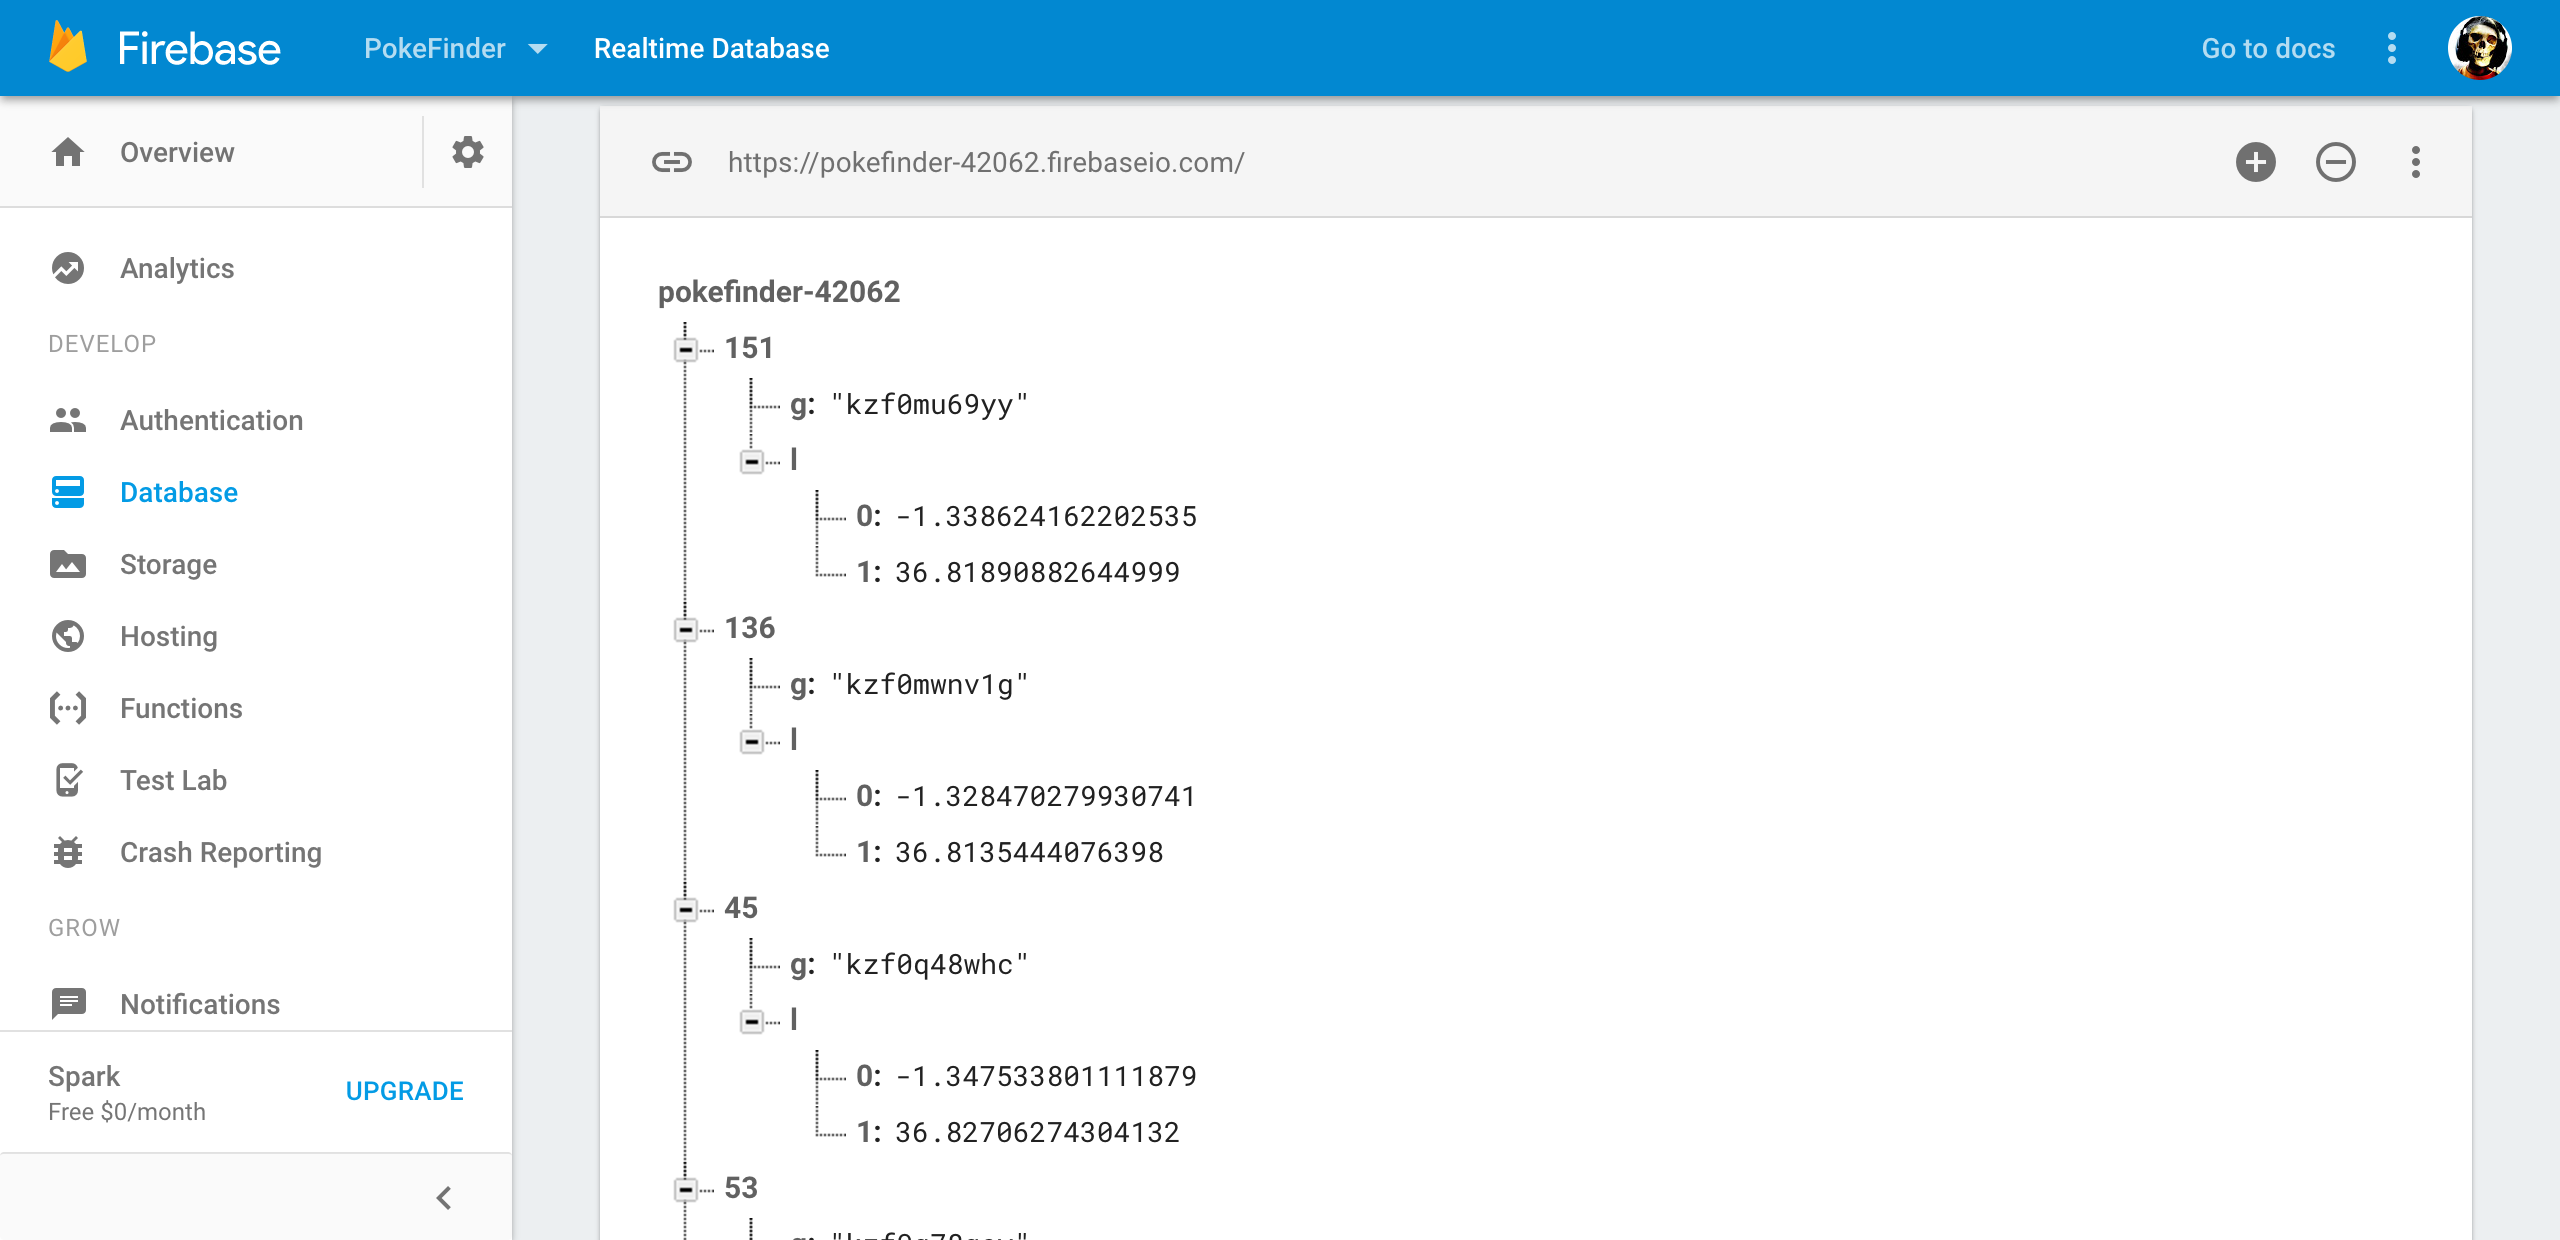 Firebase
PokeFinder
Realtime Database
Go to docs
Overview
Analytics
DEVELOP
Authentication
Database
Storage
Hosting
Functions
Test Lab
Crash Reporting
GROW
Notifications
Spark
Free $0/month
UPGRADE
https://pokefinder-42062.firebaseio.com/
pokefinder-42062
151
g: "kzf0mu69yy"
l
0: -1.338624162202535
1: 36.81890882644999
136
g: "kzf0mwnv1g"
l
0: -1.328470279930741
1: 36.8135444076398
45
g: "kzf0q48whc"
l
0: -1.347533801111879
1: 36.82706274304132
53